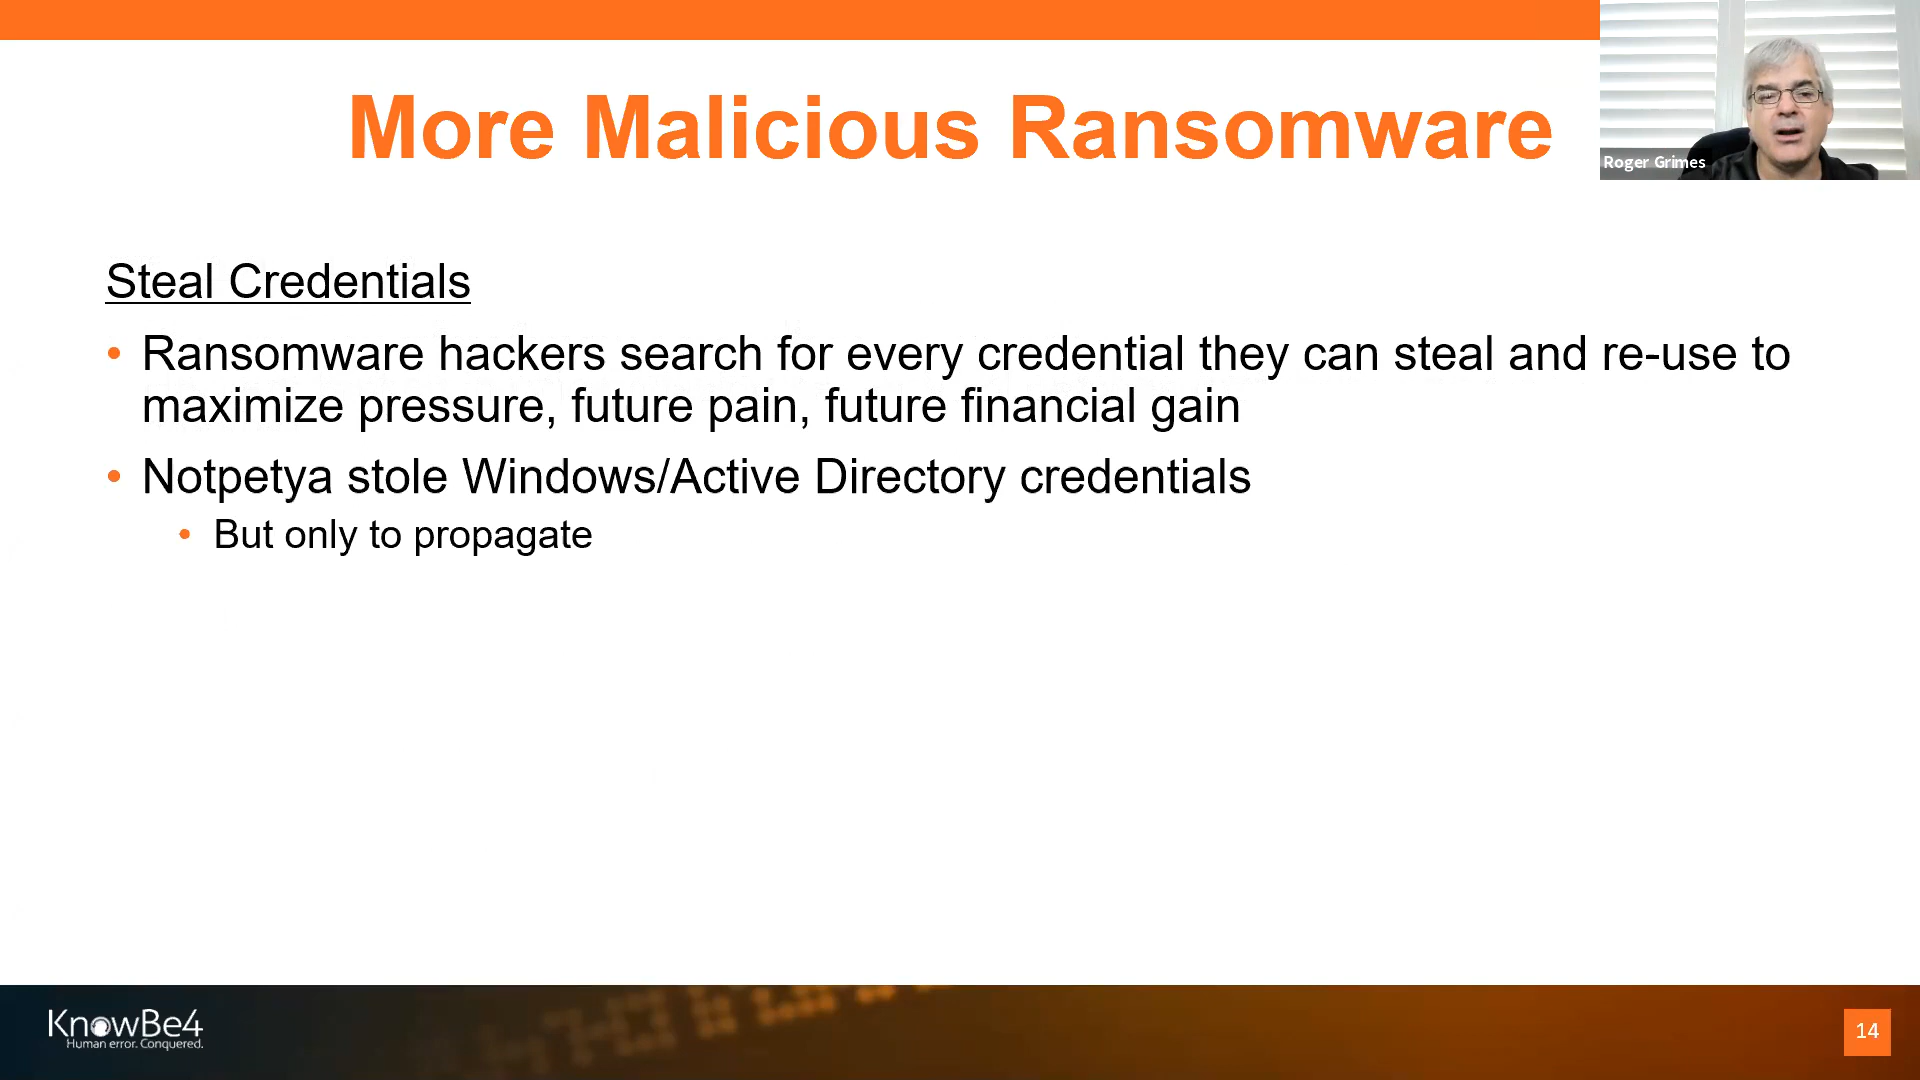 More Malicious Ransomware
Roger Grimes
Steal Credentials
• Ransomware hackers search for every credential they can steal and re-use to
maximize pressure, future pain, future financial gain
• Notpetya stole Windows/Active Directory credentials
• But only to propagate
KnowBe4
Human error. Conquered.
14